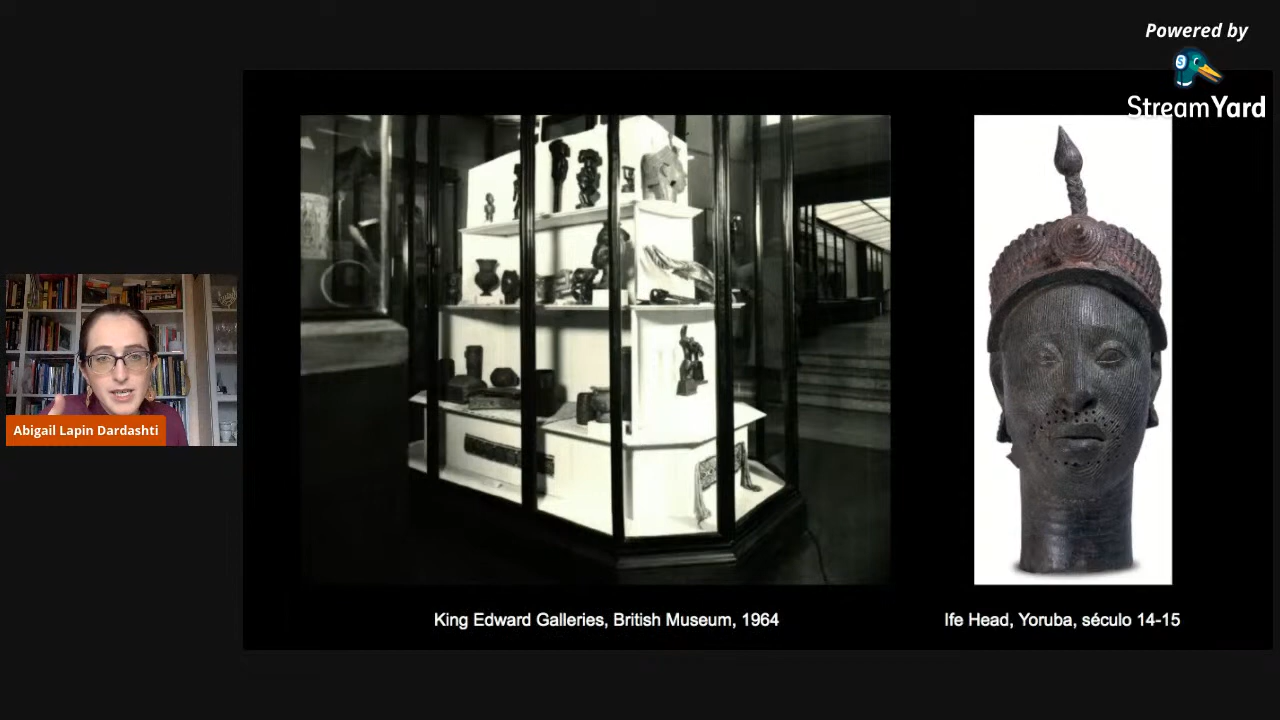 Powered by
StreamYard
Abigail Lapin Dardashti
King Edward Galleries, British Museum, 1964
Ife Head, Yoruba, século 14-15